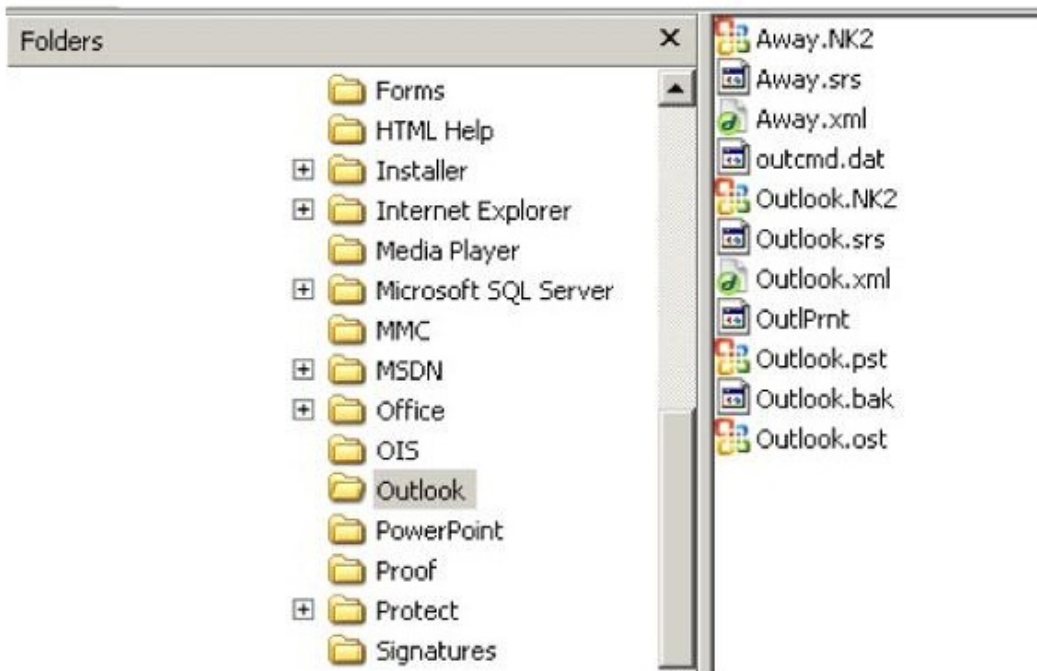 Folders
Forms
HTML Help
Installer
Internet Explorer
Media Player
Microsoft SQL Server
MMC
MSDN
Office
OIS
Outlook
PowerPoint
Proof
Protect
Signatures
Away.NK2
Away.srs
Away.xml
outcmd.dat
Outlook.NK2
Outlook.srs
Outlook.xml
OutlPrnt
Outlook.pst
Outlook.bak
Outlook.ost